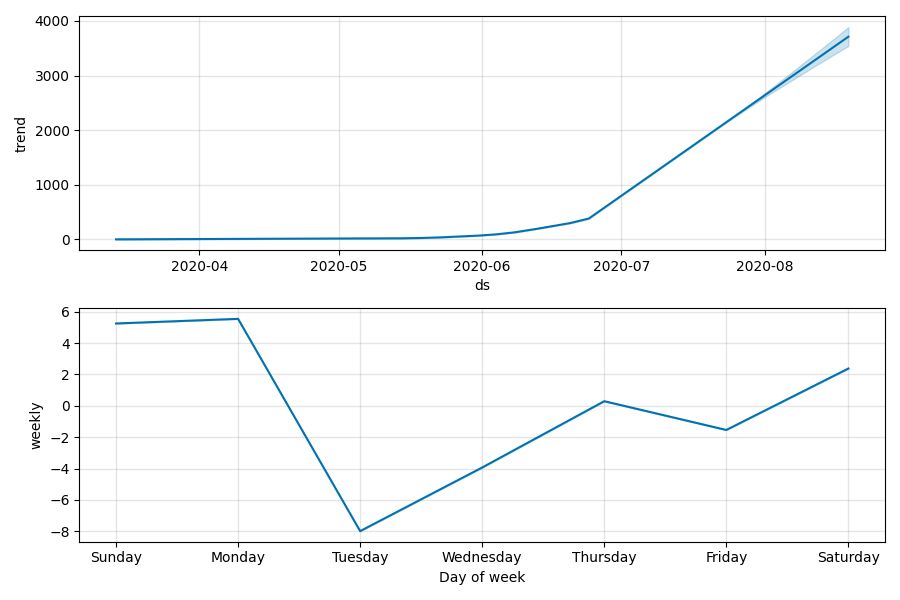 4000
3000
2000
1000
0
trend
2020-04 2020-05 2020-06 2020-07 2020-08
ds
6
4
2
0
−2
−4
−6
−8
weekly
Sunday Monday Tuesday Wednesday Thursday Friday Saturday
Day of week